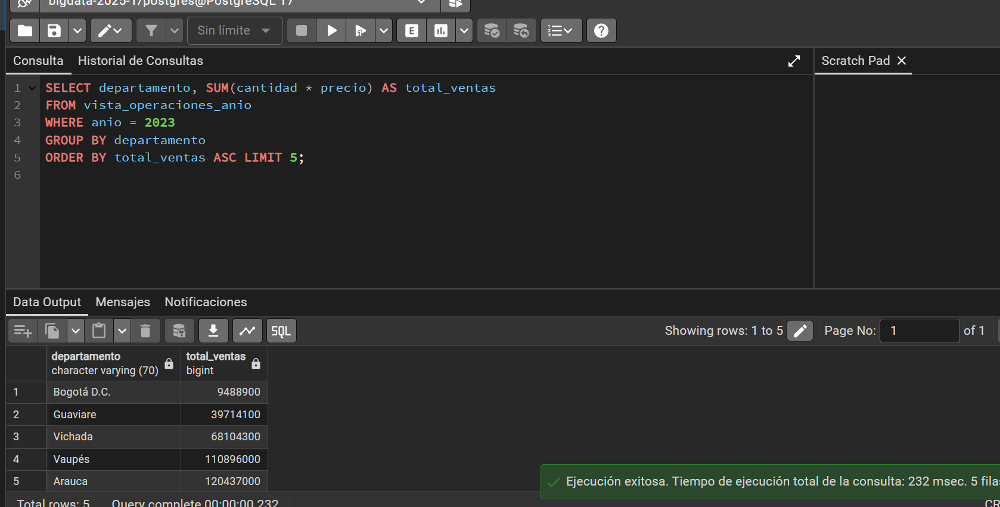 bigdata-2025-1/postgres@PostgreSQL 17
Sin límite
E
SQL
Consulta
Historial de Consultas
Scratch Pad
1 SELECT departamento, SUM(cantidad * precio) AS total_ventas
2 FROM vista_operaciones_anio
3 WHERE anio = 2023
4 GROUP BY departamento
5 ORDER BY total_ventas ASC LIMIT 5;
6
Data Output
Mensajes
Notificaciones
Showing rows: 1 to 5
Page No: 1 of 1
departamento total_ventas
character varying (70) bigint
1 Bogotá D.C. 9488900
2 Guaviare 39714100
3 Vichada 68104300
4 Vaupés 110896000
5 Arauca 120437000
Ejecución exitosa. Tiempo de ejecución total de la consulta: 232 msec. 5 filas
Total rows: 5
Query complete 00:00:00.232
CR